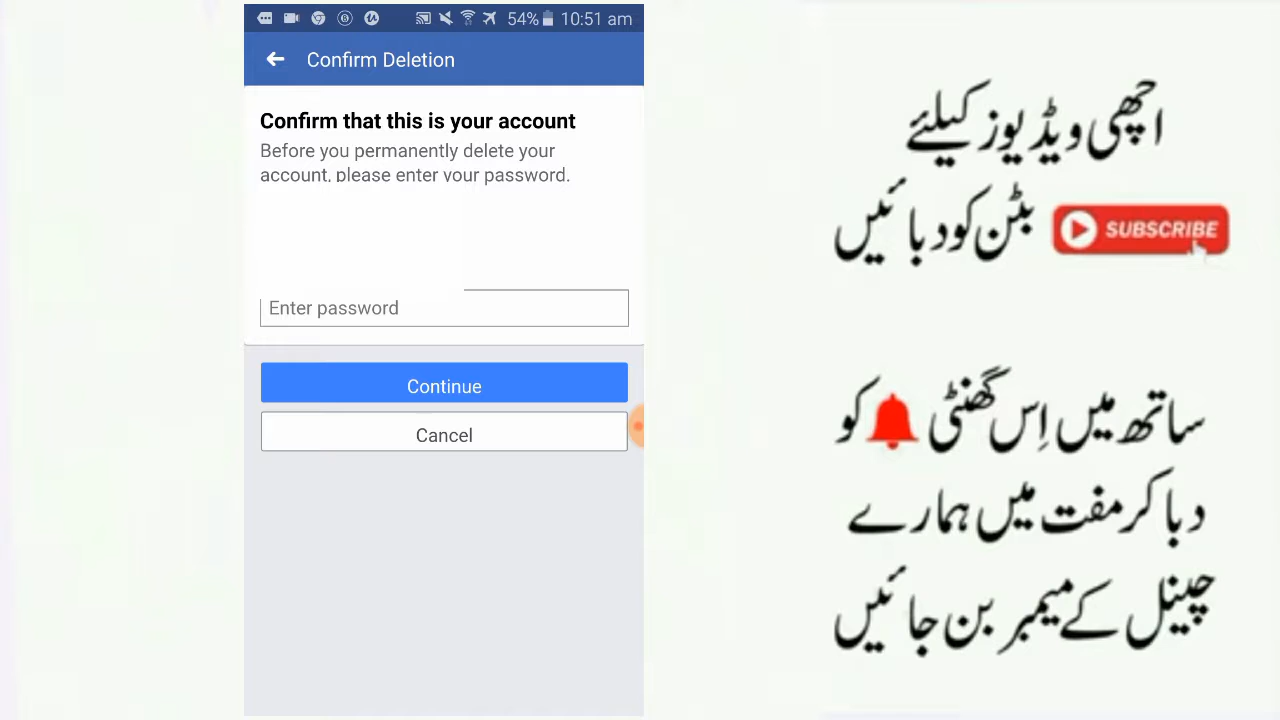 54% 10:51 am
Confirm Deletion
Confirm that this is your account
Before you permanently delete your
account, please enter your password.
Enter password
Continue
Cancel
اچھی ویڈیوز کیلئے
SUBSCRIBE بٹن کو دبائیں
ساتھ میں اِس گھنٹی کو
دبا کر مفت میں ہمارے
چینل کے میمبر بن جائیں